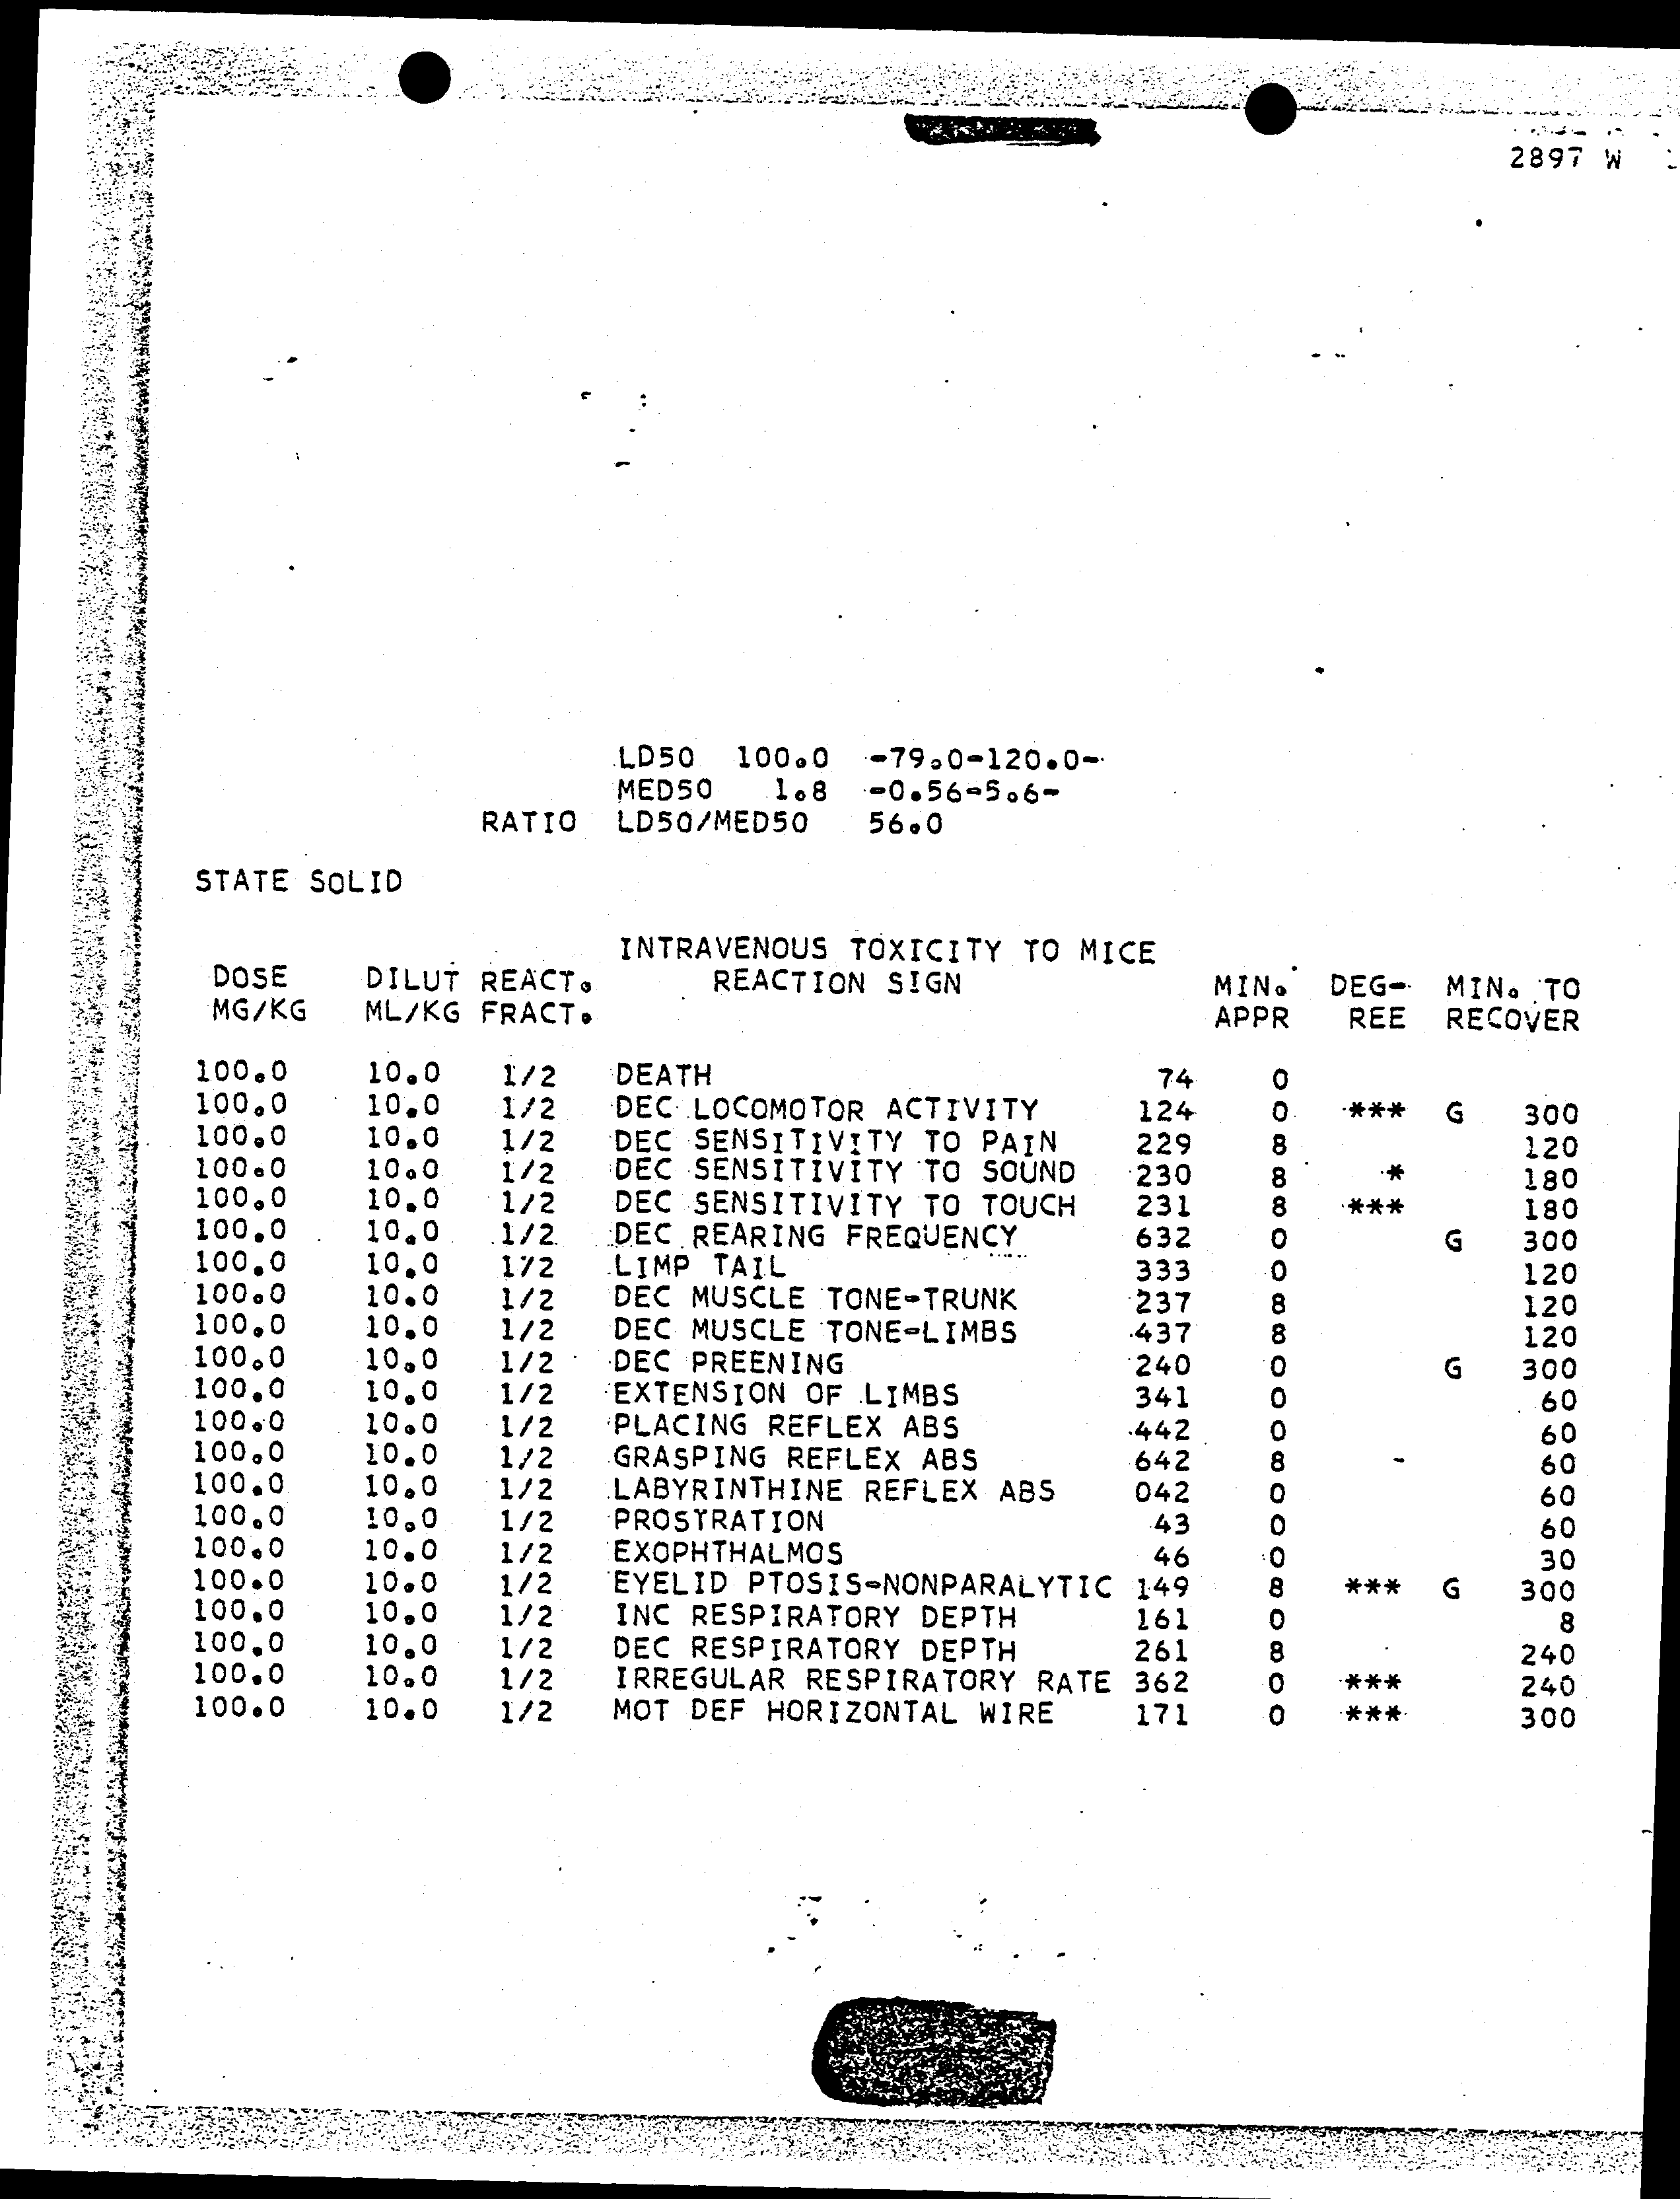 2897 W
LD50 100.0 -79.0-120.0-
MED50 1.8 -0.56-5.6-
RATIO LD50/MED50 56.0
STATE SOLID
INTRAVENOUS TOXICITY TO MICE
DOSE DILUT REACT. REACTION SIGN MIN. DEG- MIN. TO
MG/KG ML/KG FRACT. APPR REE RECOVER
100.0 10.0 1/2 DEATH 74 0
100.0 10.0 1/2 DEC LOCOMOTOR ACTIVITY 124 0 *** G 300
100.0 10.0 1/2 DEC SENSITIVITY TO PAIN 229 8 120
100.0 10.0 1/2 DEC SENSITIVITY TO SOUND 230 8 * 180
100.0 10.0 1/2 DEC SENSITIVITY TO TOUCH 231 8 *** 180
100.0 10.0 1/2 DEC REARING FREQUENCY 632 0 G 300
100.0 10.0 1/2 LIMP TAIL 333 0 120
100.0 10.0 1/2 DEC MUSCLE TONE-TRUNK 237 8 120
100.0 10.0 1/2 DEC MUSCLE TONE-LIMBS 437 8 120
100.0 10.0 1/2 DEC PREENING 240 0 G 300
100.0 10.0 1/2 EXTENSION OF LIMBS 341 0 60
100.0 10.0 1/2 PLACING REFLEX ABS 442 0 60
100.0 10.0 1/2 GRASPING REFLEX ABS 642 8 - 60
100.0 10.0 1/2 LABYRINTHINE REFLEX ABS 042 0 60
100.0 10.0 1/2 PROSTRATION 43 0 60
100.0 10.0 1/2 EXOPHTHALMOS 46 0 30
100.0 10.0 1/2 EYELID PTOSIS-NONPARALYTIC 149 8 *** G 300
100.0 10.0 1/2 INC RESPIRATORY DEPTH 161 0 8
100.0 10.0 1/2 DEC RESPIRATORY DEPTH 261 8 240
100.0 10.0 1/2 IRREGULAR RESPIRATORY RATE 362 0 *** 240
100.0 10.0 1/2 MOT DEF HORIZONTAL WIRE 171 0 *** 300